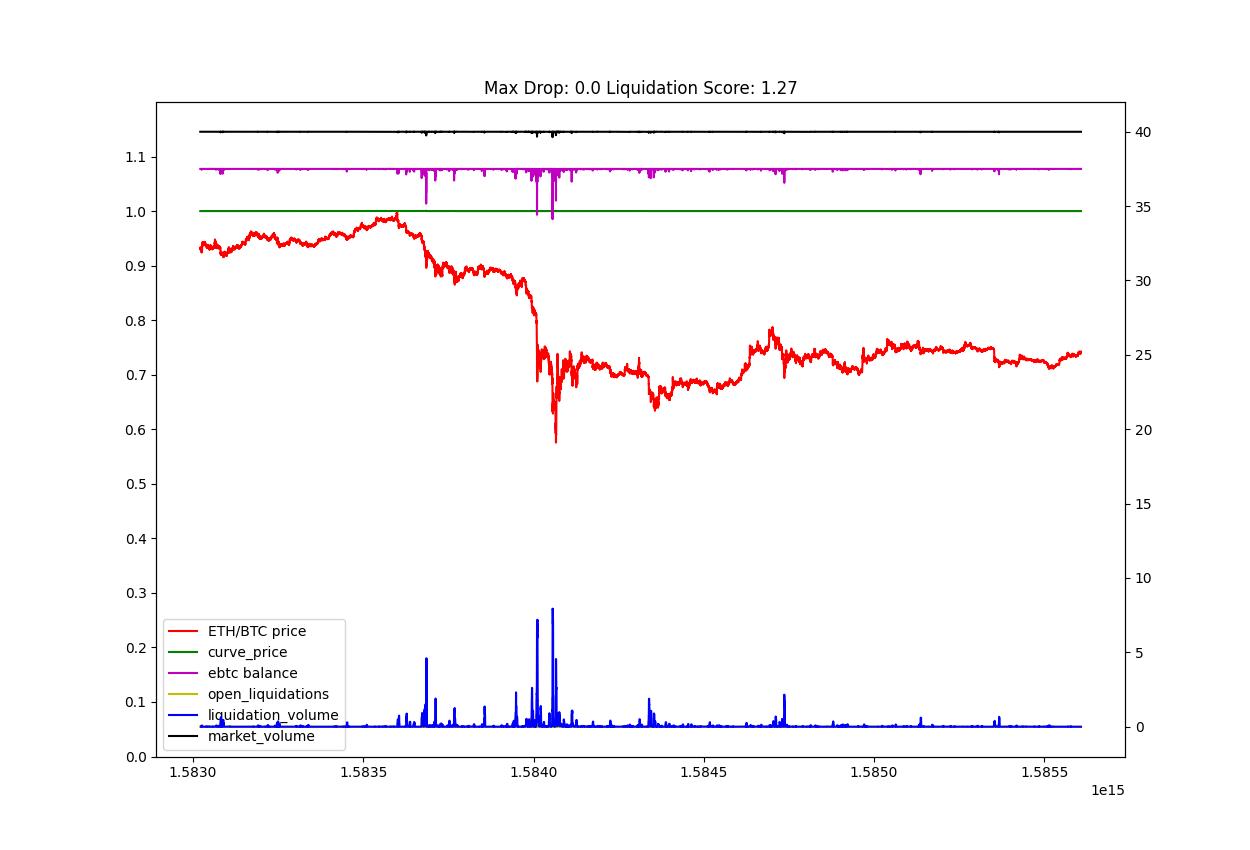 Max Drop: 0.0 Liquidation Score: 1.27
1.1
1.0
0.9
0.8
0.7
0.6
0.5
0.4
0.3
0.2
0.1
0.0
40
35
30
25
20
15
10
5
0
ETH/BTC price
curve_price
ebtc balance
open_liquidations
liquidation_volume
market_volume
1.5830 1.5835 1.5840 1.5845 1.5850 1.5855
1e15